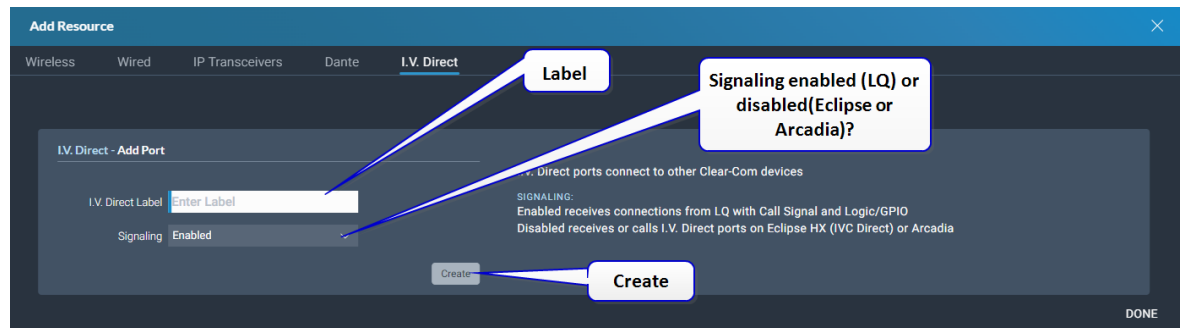 Add Resource
Wireless Wired IP Transceivers Dante I.V. Direct
Label
Signaling enabled (LQ) or
disabled(Eclipse or
Arcadia)?
I.V. Direct - Add Port
I.V. Direct Label Enter Label
Signaling Enabled
Create
Direct ports connect to other Clear-Com devices
SIGNALING:
Enabled receives connections from LQ with Call Signal and Logic/GPIO
Disabled receives or calls I.V. Direct ports on Eclipse HX (IVC Direct) or Arcadia
Create
DONE